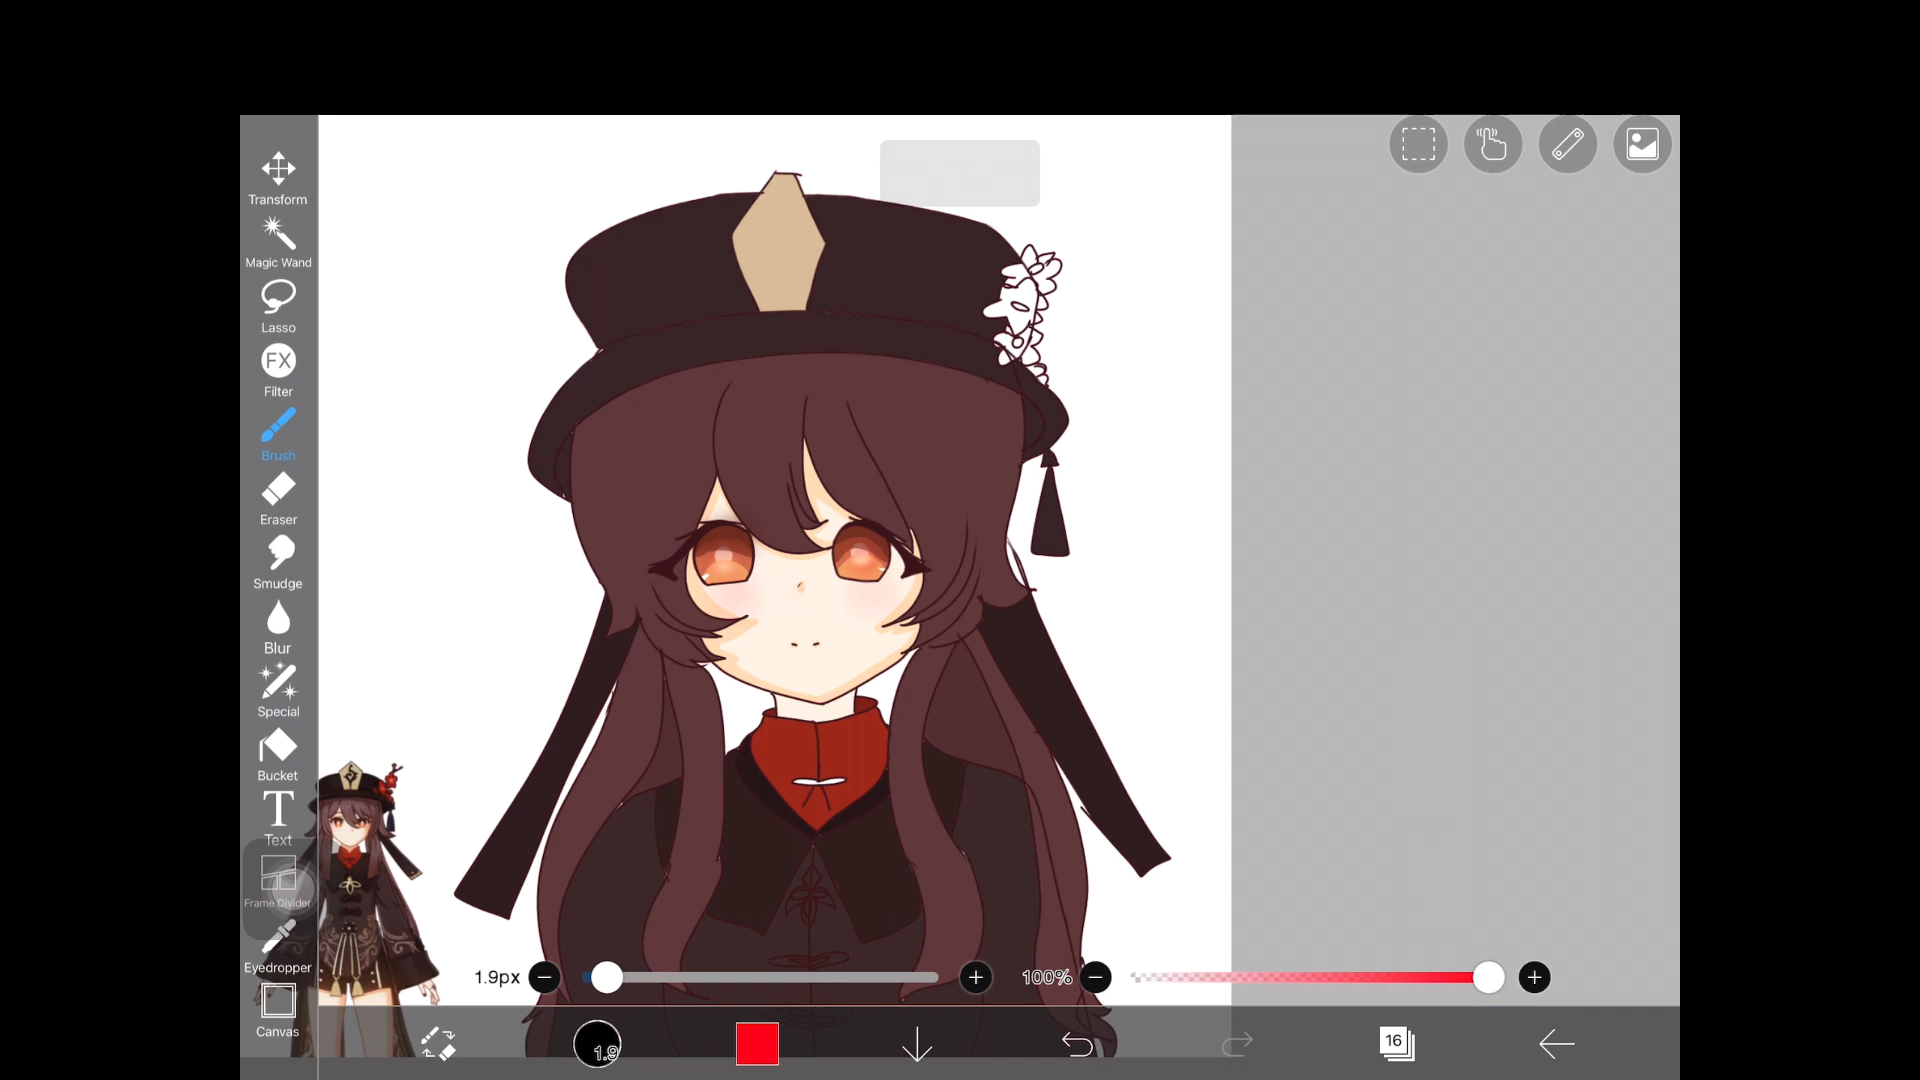 Transform
Magic Wand
Lasso
FX
Filter
Brush
Eraser
Smudge
Blur
Special
Bucket
T
Text
Frame Divider
Eyedropper
Canvas
1.9px
100%
1.9
16